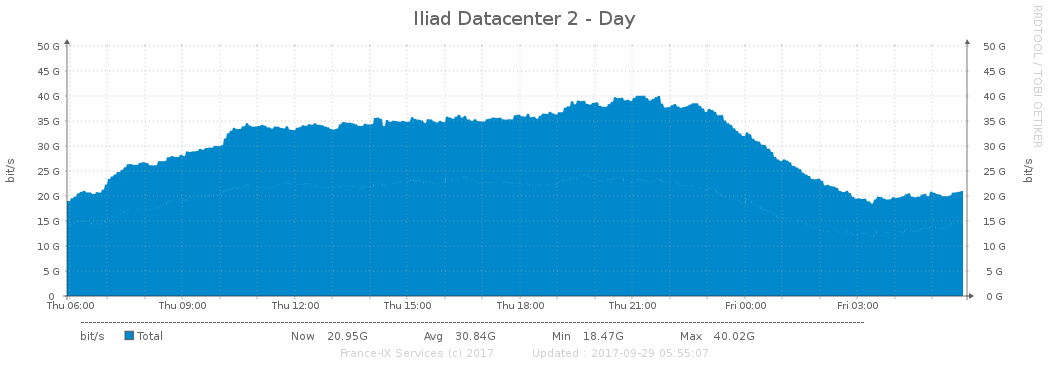 Iliad Datacenter 2 - Day
RRDTOOL / TOBI OETIKER
bit/s
50 G 50 G
45 G 45 G
40 G 40 G
35 G 35 G
30 G 30 G
25 G 25 G
20 G 20 G
15 G 15 G
10 G 10 G
5 G 5 G
0 0 G
bit/s
Thu 06:00 Thu 09:00 Thu 12:00 Thu 15:00 Thu 18:00 Thu 21:00 Fri 00:00 Fri 03:00
bit/s Total Now 20.95G Avg 30.84G Min 18.47G Max 40.02G
France-IX Services (c) 2017 Updated : 2017-09-29 05:55:07